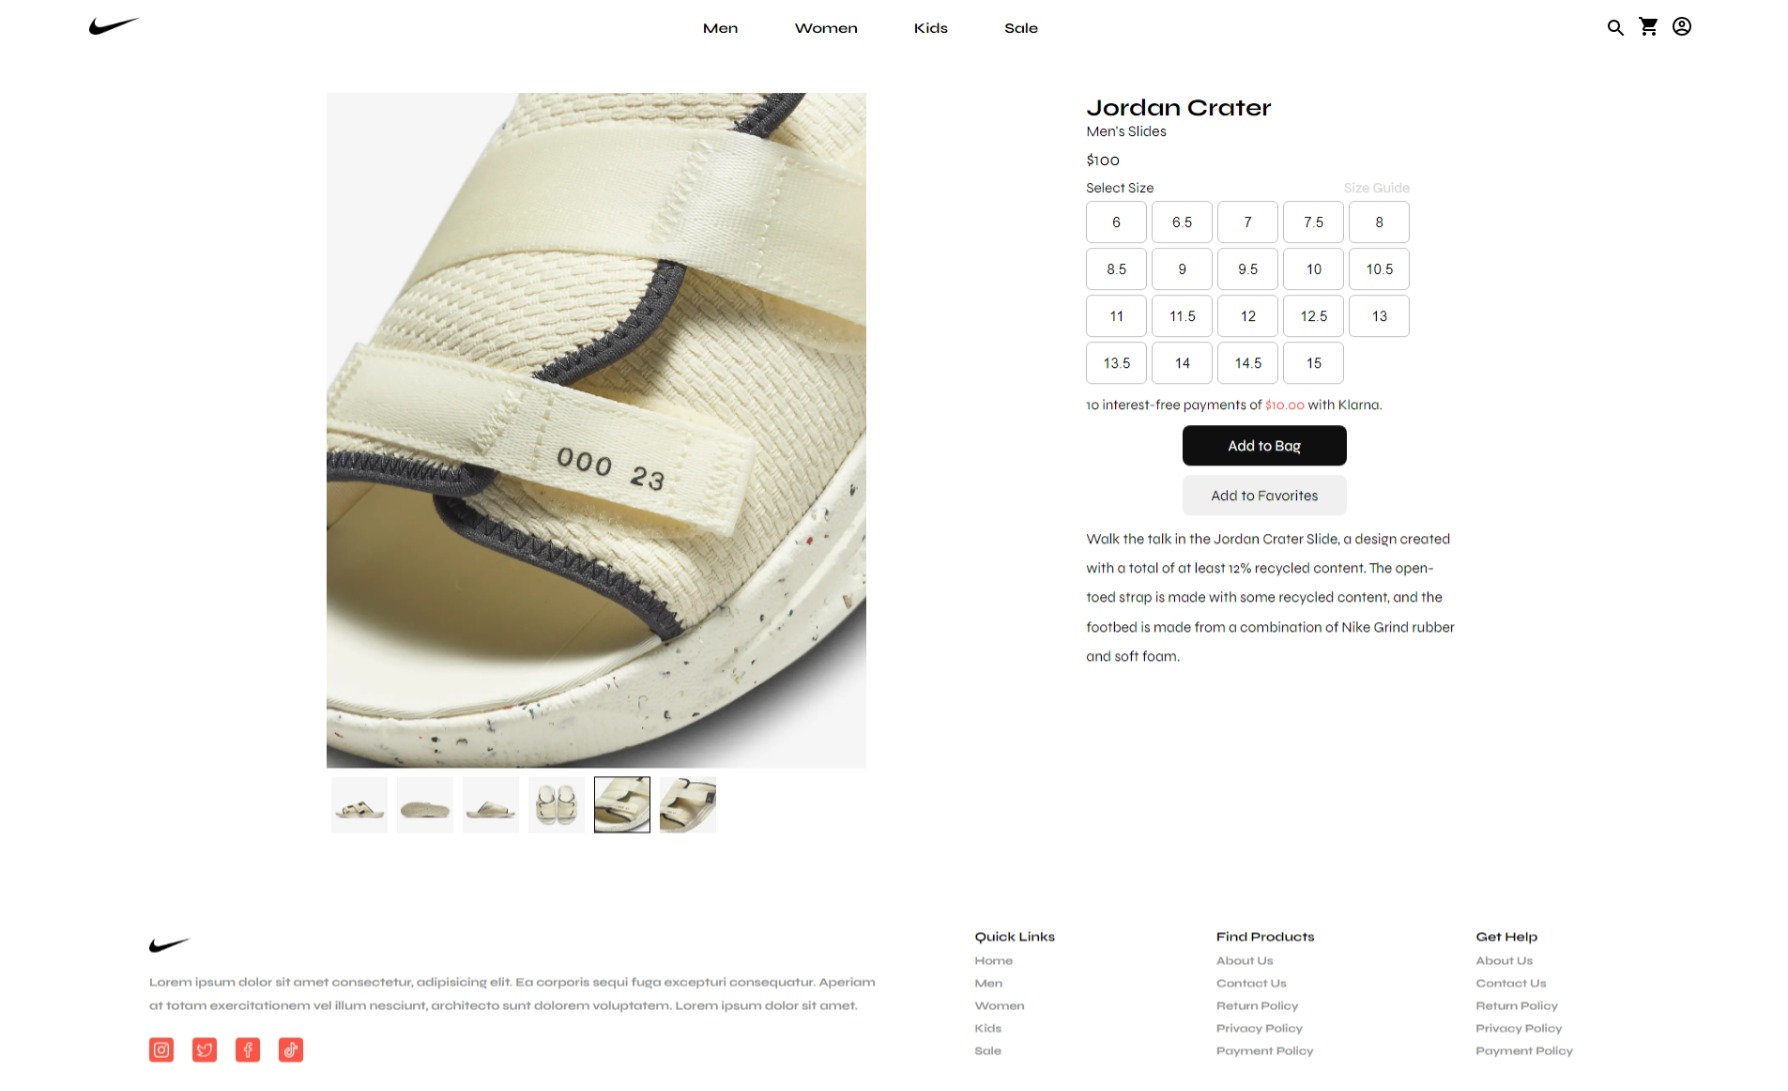 Men
Women
Kids
Sale
000 23
Jordan Crater
Men's Slides
$100
Select Size
Size Guide
6
6.5
7
7.5
8
8.5
9
9.5
10
10.5
11
11.5
12
12.5
13
13.5
14
14.5
15
10 interest-free payments of $10.00 with Klarna.
Add to Bag
Add to Favorites
Walk the talk in the Jordan Crater Slide, a design created
with a total of at least 12% recycled content. The open-
toed strap is made with some recycled content, and the
footbed is made from a combination of Nike Grind rubber
and soft foam.
Lorem ipsum dolor sit amet consectetur, adipisicing elit. Ea corporis sequi fuga excepturi consequatur. Aperiam
at totam exercitationem vel illum nesciunt, architecto sunt dolorem voluptatem. Lorem ipsum dolor sit amet.
Quick Links
Home
Men
Women
Kids
Sale
Find Products
About Us
Contact Us
Return Policy
Privacy Policy
Payment Policy
Get Help
About Us
Contact Us
Return Policy
Privacy Policy
Payment Policy